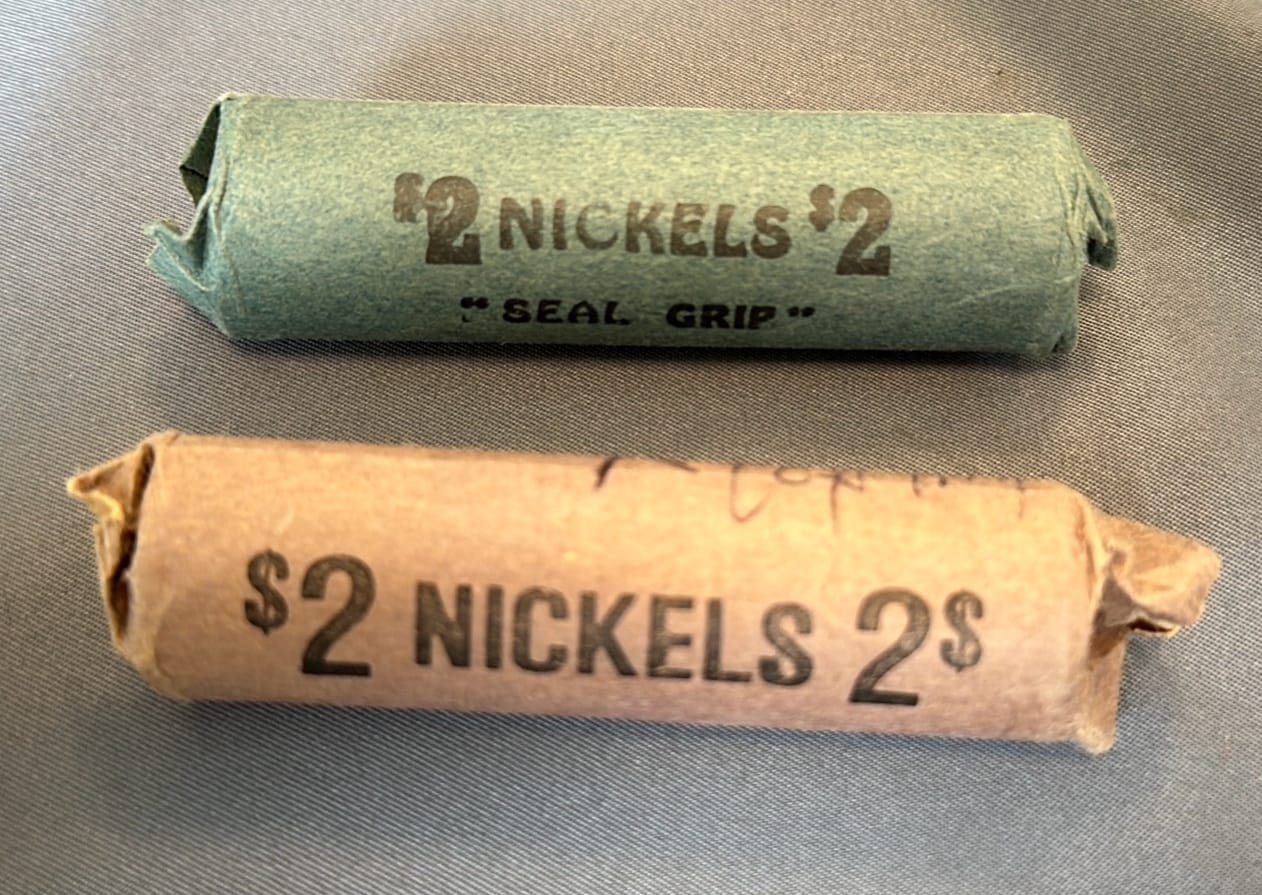 $2 NICKELS $2
"SEAL GRIP"
$2 NICKELS 2$